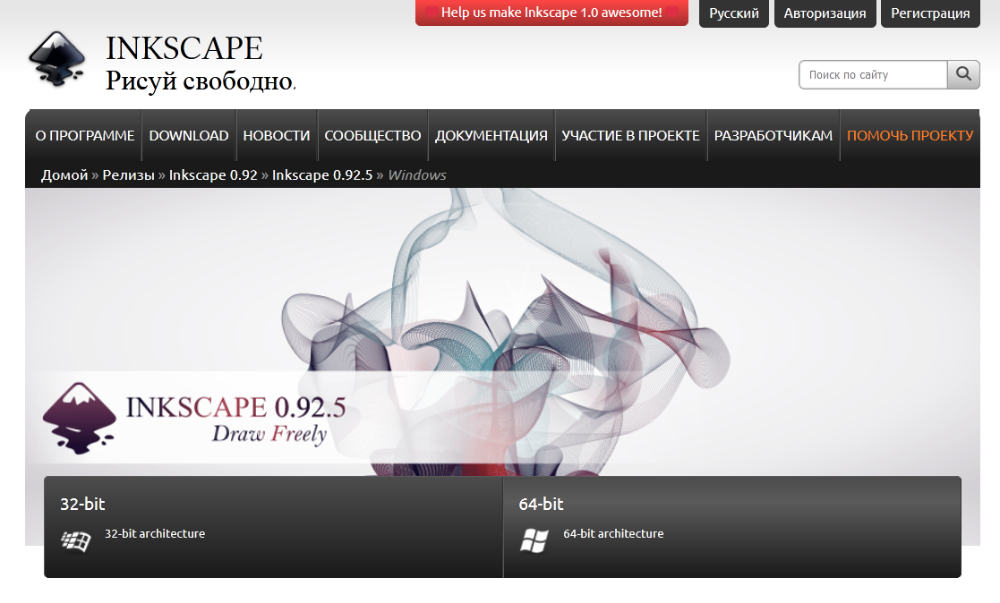 Help us make Inkscape 1.0 awesome!
Русский
Авторизация
Регистрация
INKSCAPE
Рисуй свободно.
Поиск по сайту
О ПРОГРАММЕ
DOWNLOAD
НОВОСТИ
СООБЩЕСТВО
ДОКУМЕНТАЦИЯ
УЧАСТИЕ В ПРОЕКТЕ
РАЗРАБОТЧИКАМ
ПОМОЧЬ ПРОЕКТУ
Домой » Релизы » Inkscape 0.92 » Inkscape 0.92.5 » Windows
INKSCAPE 0.92.5
Draw Freely
32-bit
32-bit architecture
64-bit
64-bit architecture